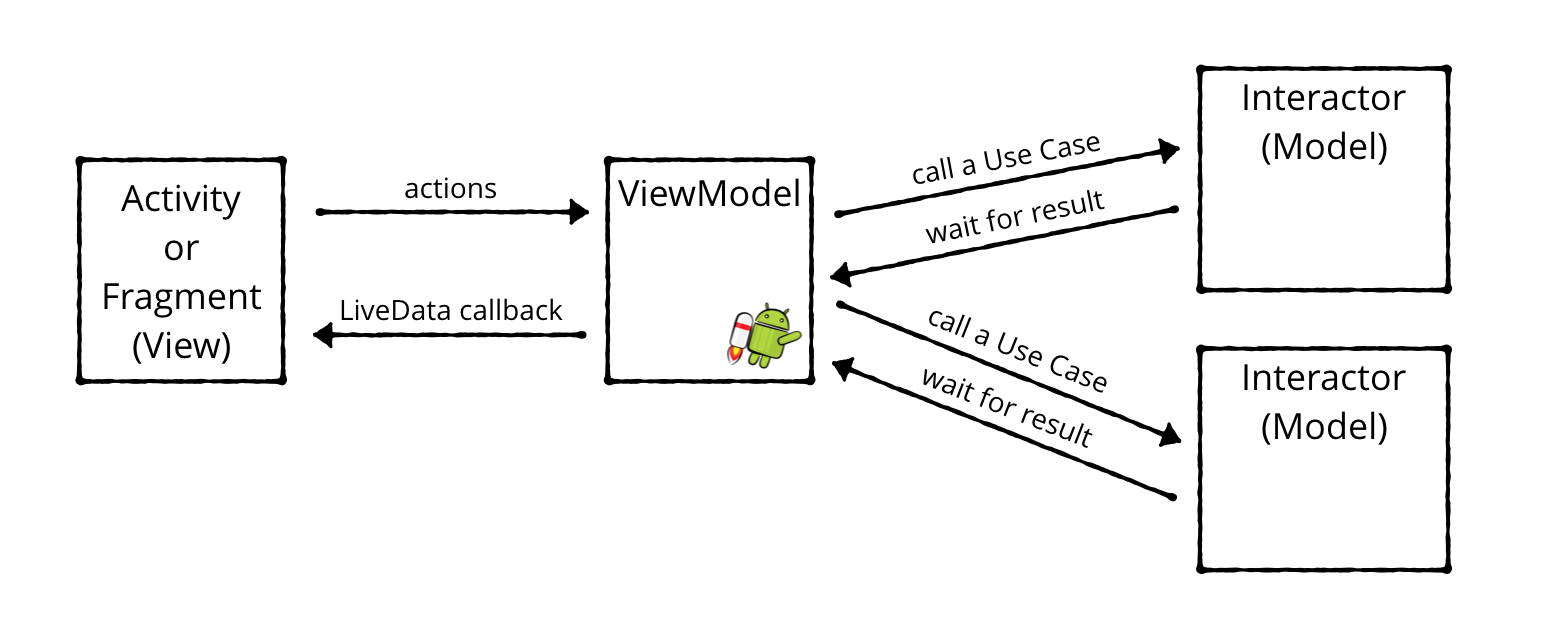 Activity
or
Fragment
(View)
actions
LiveData callback
ViewModel
call a Use Case
wait for result
call a Use Case
wait for result
Interactor
(Model)
Interactor
(Model)